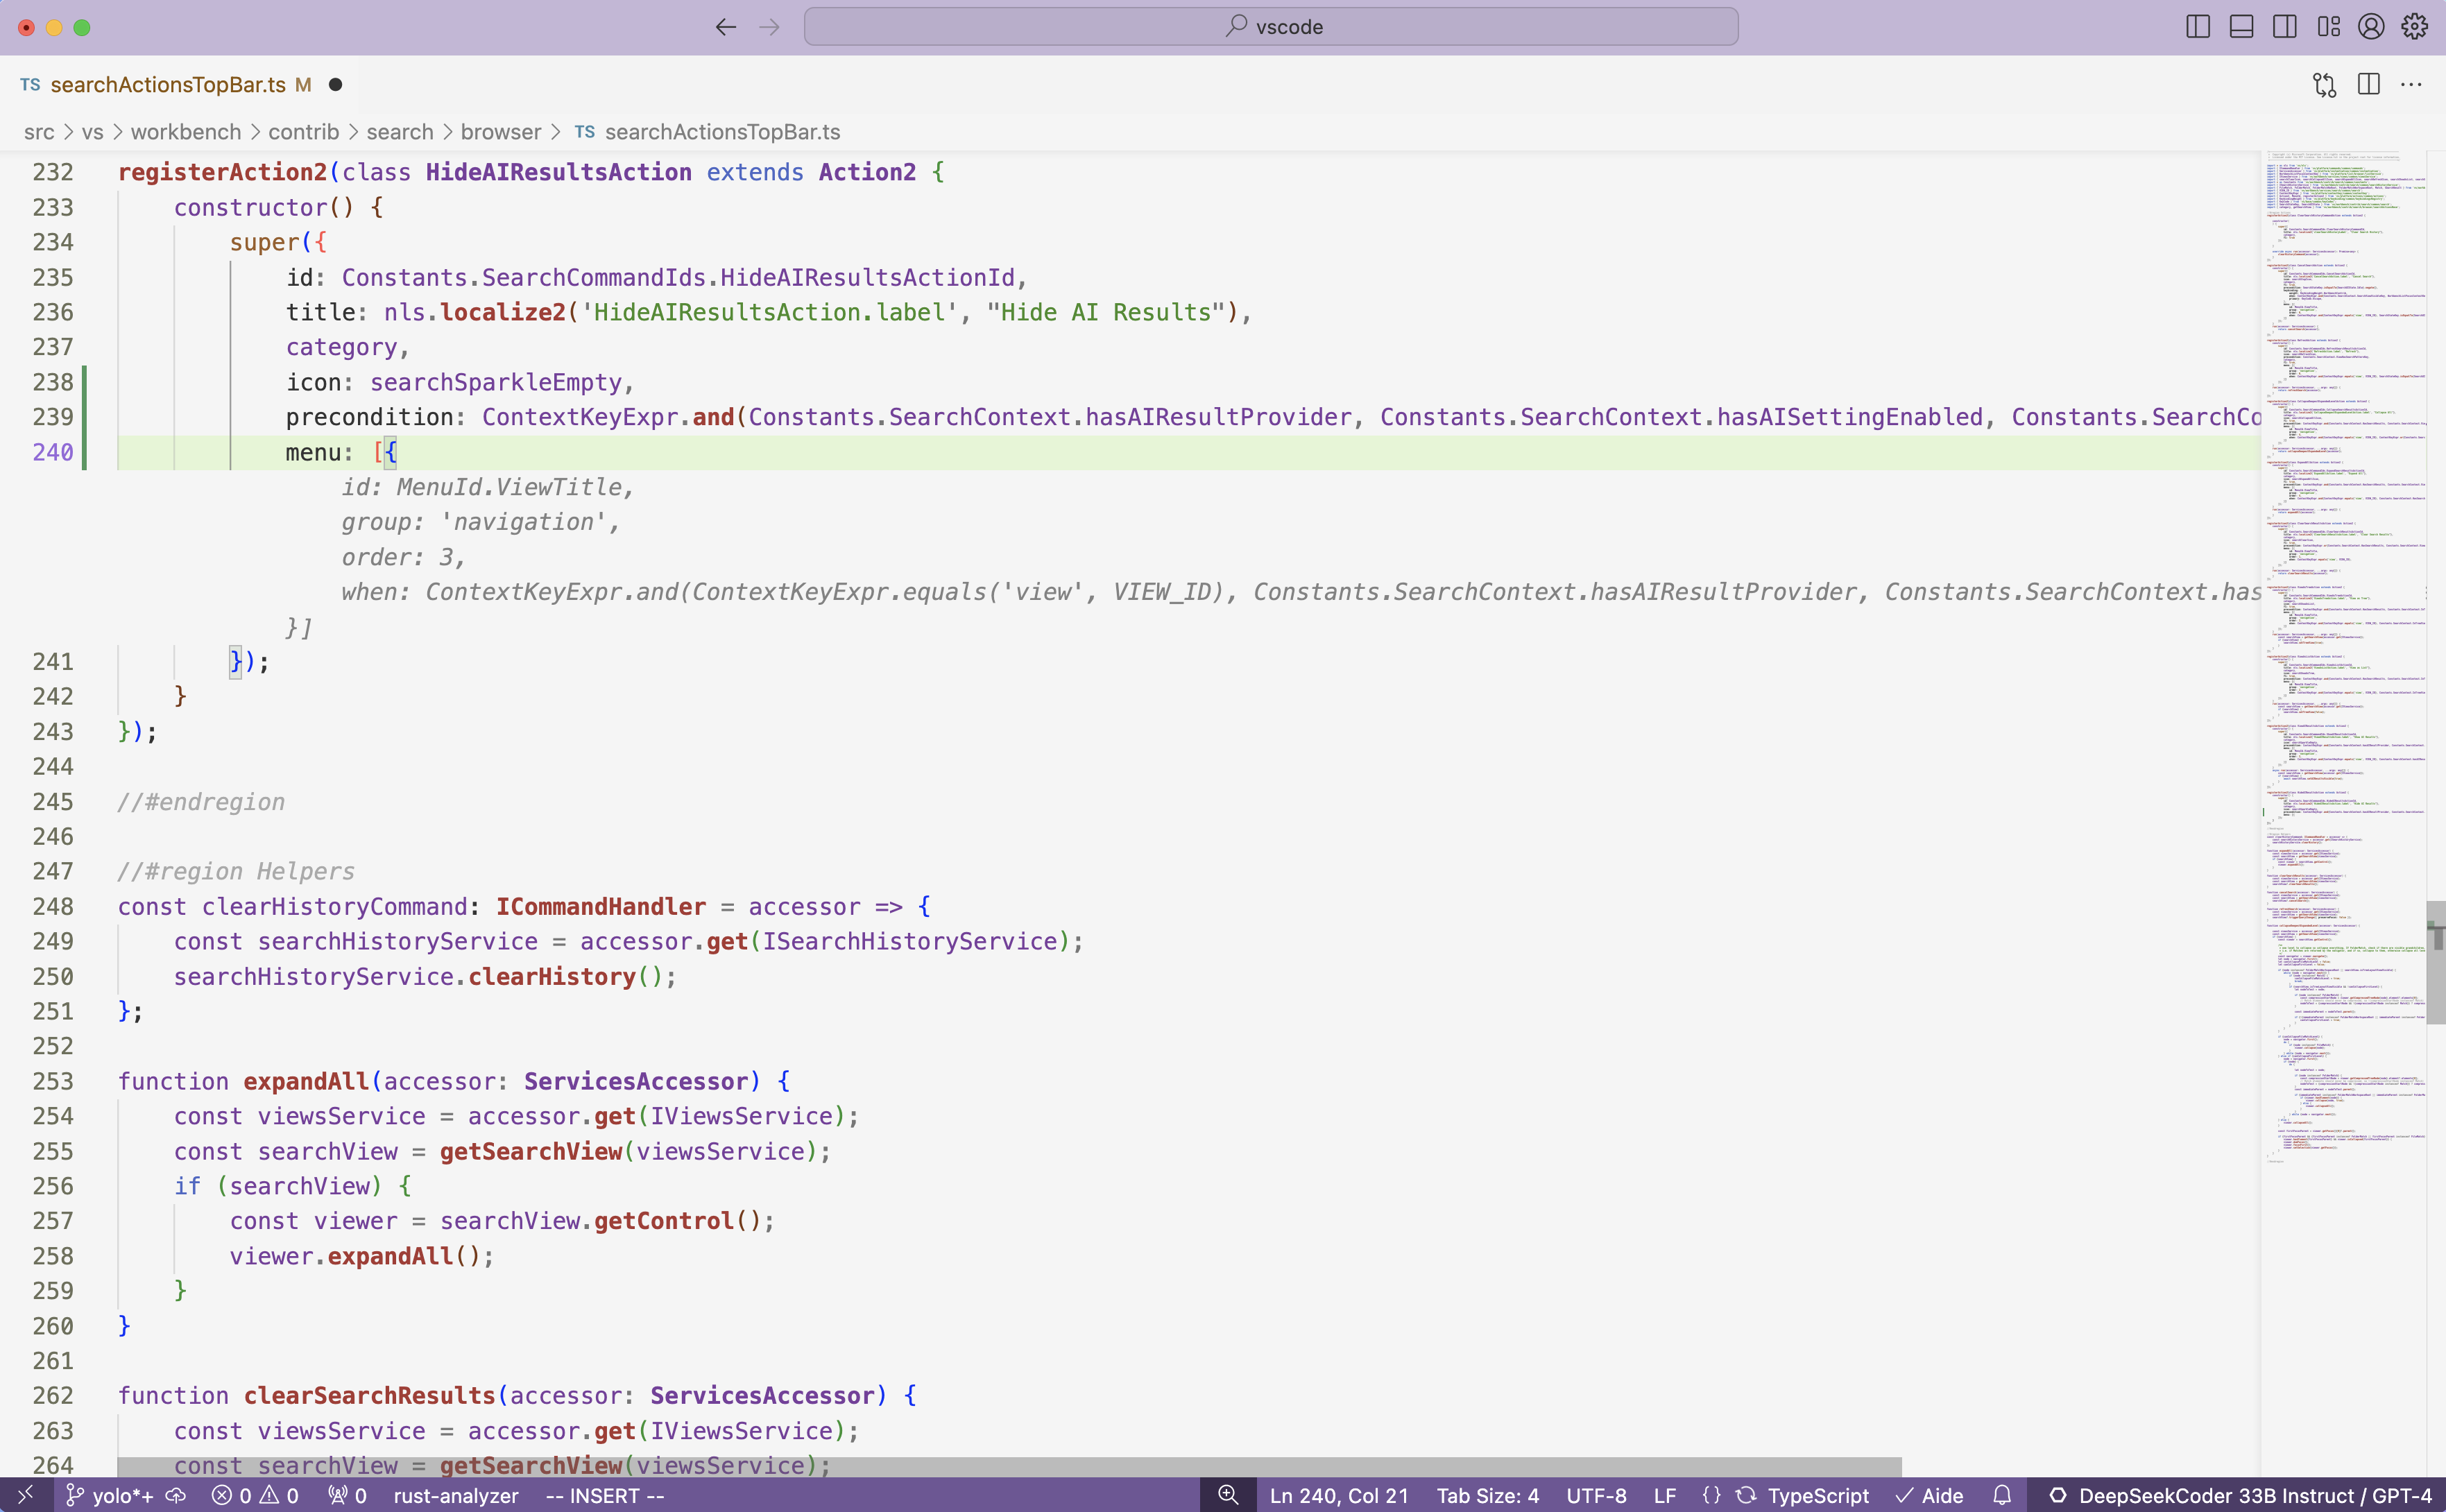 vscode
TS searchActionsTopBar.ts M
src > vs > workbench > contrib > search > browser > TS searchActionsTopBar.ts
232 registerAction2(class HideAIResultsAction extends Action2 {
233 constructor() {
234 super({
235 id: Constants.SearchCommandIds.HideAIResultsActionId,
236 title: nls.localize2('HideAIResultsAction.label', "Hide AI Results"),
237 category,
238 icon: searchSparkleEmpty,
239 precondition: ContextKeyExpr.and(Constants.SearchContext.hasAIResultProvider, Constants.SearchContext.hasAISettingEnabled, Constants.SearchCo
240 menu: [{
id: MenuId.ViewTitle,
group: 'navigation',
order: 3,
when: ContextKeyExpr.and(ContextKeyExpr.equals('view', VIEW_ID), Constants.SearchContext.hasAIResultProvider, Constants.SearchContext.has
}]
241 });
242 }
243 });
244
245 //#endregion
246
247 //#region Helpers
248 const clearHistoryCommand: ICommandHandler = accessor => {
249 const searchHistoryService = accessor.get(ISearchHistoryService);
250 searchHistoryService.clearHistory();
251 };
252
253 function expandAll(accessor: ServicesAccessor) {
254 const viewsService = accessor.get(IViewsService);
255 const searchView = getSearchView(viewsService);
256 if (searchView) {
257 const viewer = searchView.getControl();
258 viewer.expandAll();
259 }
260 }
261
262 function clearSearchResults(accessor: ServicesAccessor) {
263 const viewsService = accessor.get(IViewsService);
264 const searchView = getSearchView(viewsService);
yolo*+ 0 0 0 rust-analyzer -- INSERT -- Ln 240, Col 21 Tab Size: 4 UTF-8 LF {} TypeScript Aide DeepSeekCoder 33B Instruct / GPT-4